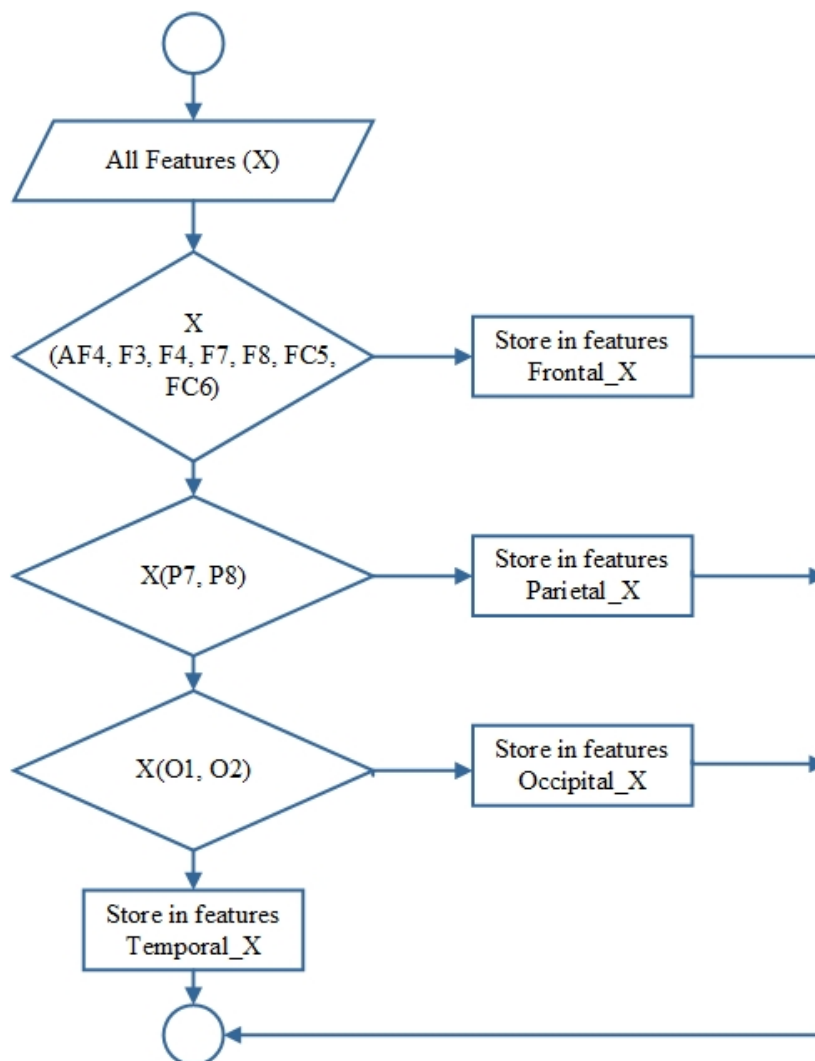 All Features (X)
X
(AF4, F3, F4, F7, F8, FC5,
FC6)
Store in features
Frontal_X
X(P7, P8)
Store in features
Parietal_X
X(O1, O2)
Store in features
Occipital_X
Store in features
Temporal_X